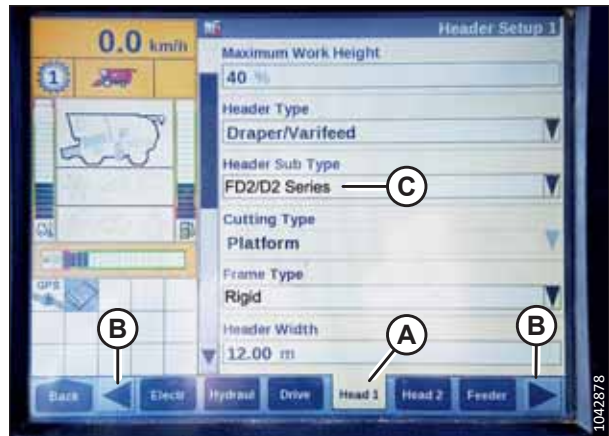 0.0 km/h
Header Setup 1
1
Maximum Work Height
40 %
Header Type
Draper/Varifeed
Header Sub Type
FD2/D2 Series
C
Cutting Type
Platform
Frame Type
Rigid
GPS
Header Width
12.00 m
B
A
B
Back
Electr
Hydraul
Drive
Head 1
Head 2
Feeder
1042878